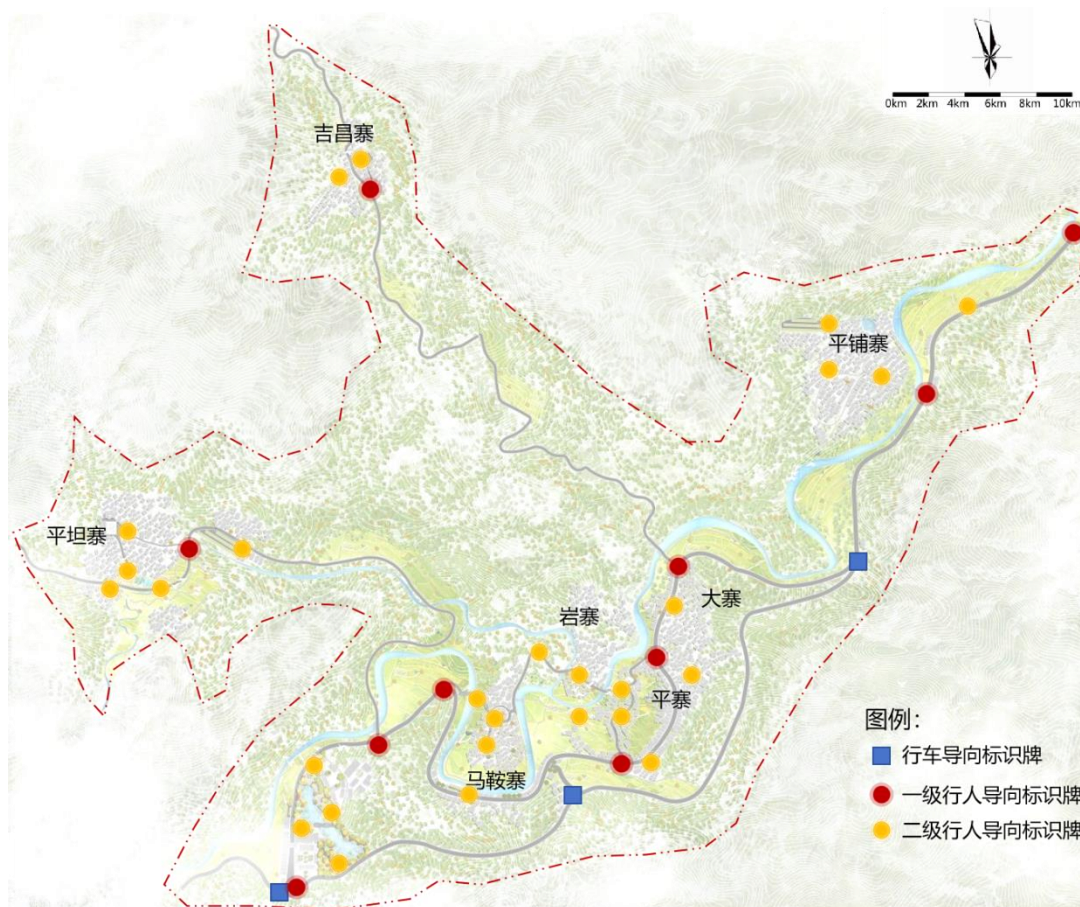 0km 2km 4km 6km 8km 10km
吉昌寨
平铺寨
平坦寨
大寨
岩寨
平寨
马鞍寨
图例：
行车导向标识牌
一级行人导向标识牌
二级行人导向标识牌